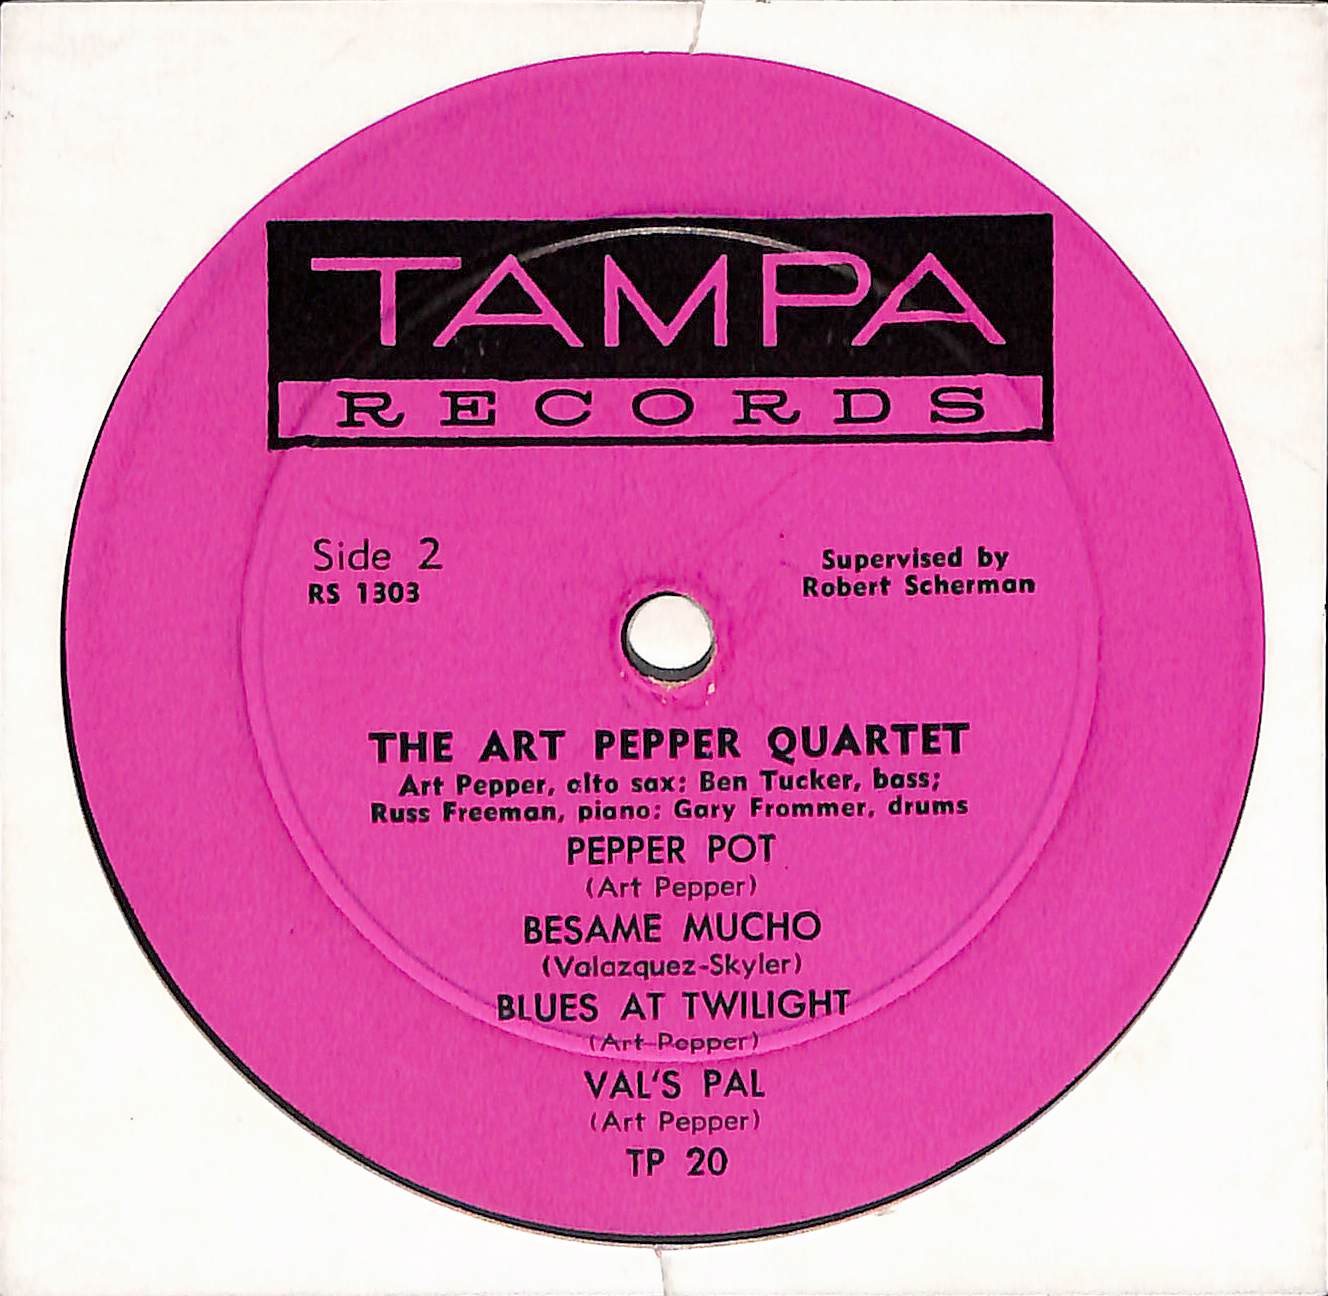 TAMPA
RECORDS
Side 2
RS 1303
Supervised by
Robert Scherman
THE ART PEPPER QUARTET
Art Pepper, alto sax; Ben Tucker, bass;
Russ Freeman, piano; Gary Frommer, drums
PEPPER POT
(Art Pepper)
BESAME MUCHO
(Valazquez-Skyler)
BLUES AT TWILIGHT
(Art Pepper)
VAL'S PAL
(Art Pepper)
TP 20